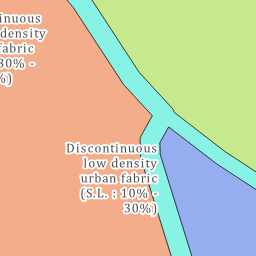 inuous
density
fabric
30% -
%)
Discontinuous
low density
urban fabric
(S.L. : 10% -
30%)